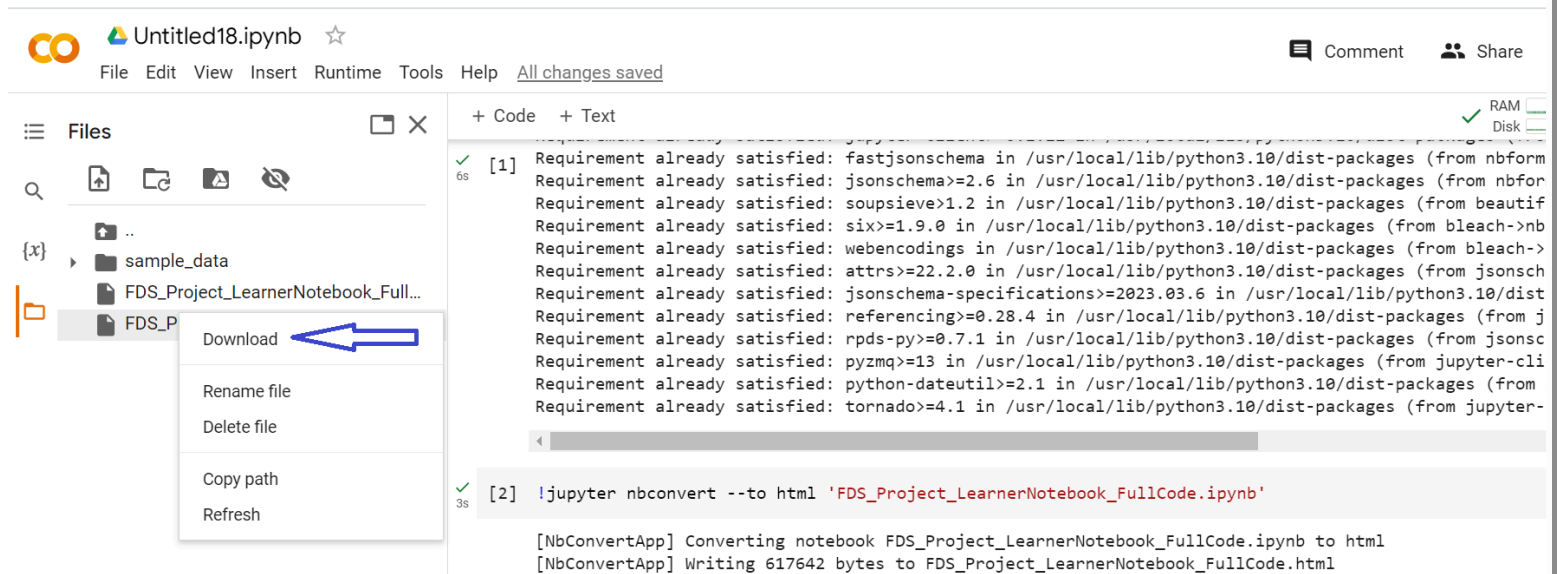 Untitled18.ipynb
Comment
Share
File Edit View Insert Runtime Tools Help All changes saved
Files
+ Code + Text
RAM
Disk
{x}
..
sample_data
FDS_Project_LearnerNotebook_Full...
FDS_P
Download
Rename file
Delete file
Copy path
Refresh
6s
[1]
Requirement already satisfied: fastjsonschema in /usr/local/lib/python3.10/dist-packages (from nbform
Requirement already satisfied: jsonschema>=2.6 in /usr/local/lib/python3.10/dist-packages (from nbfor
Requirement already satisfied: soupsieve>1.2 in /usr/local/lib/python3.10/dist-packages (from beautif
Requirement already satisfied: six>=1.9.0 in /usr/local/lib/python3.10/dist-packages (from bleach->nb
Requirement already satisfied: webencodings in /usr/local/lib/python3.10/dist-packages (from bleach->
Requirement already satisfied: attrs>=22.2.0 in /usr/local/lib/python3.10/dist-packages (from jsonsch
Requirement already satisfied: jsonschema-specifications>=2023.03.6 in /usr/local/lib/python3.10/dist
Requirement already satisfied: referencing>=0.28.4 in /usr/local/lib/python3.10/dist-packages (from j
Requirement already satisfied: rpds-py>=0.7.1 in /usr/local/lib/python3.10/dist-packages (from jsonsc
Requirement already satisfied: pyzmq>=13 in /usr/local/lib/python3.10/dist-packages (from jupyter-cli
Requirement already satisfied: python-dateutil>=2.1 in /usr/local/lib/python3.10/dist-packages (from
Requirement already satisfied: tornado>=4.1 in /usr/local/lib/python3.10/dist-packages (from jupyter-
3s
[2] !jupyter nbconvert --to html 'FDS_Project_LearnerNotebook_FullCode.ipynb'
[NbConvertApp] Converting notebook FDS_Project_LearnerNotebook_FullCode.ipynb to html
[NbConvertApp] Writing 617642 bytes to FDS_Project_LearnerNotebook_FullCode.html